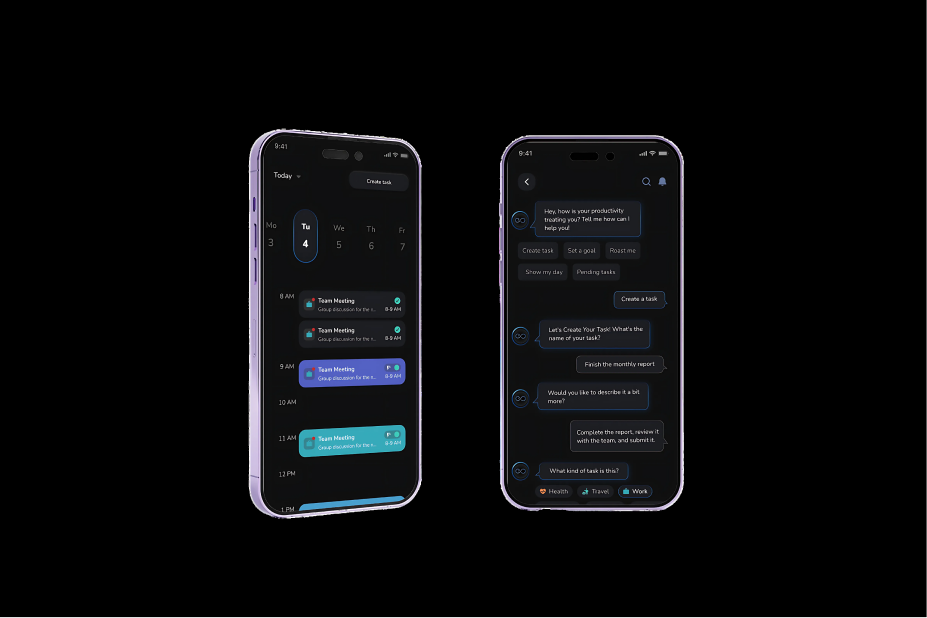 9:41
Today
Create task
Mo
Tu
We
Th
Fr
3
4
5
6
7
8 AM
Team Meeting
Group discussion for the n...
8-9 AM
Team Meeting
Group discussion for the n...
8-9 AM
9 AM
Team Meeting
Group discussion for the n...
8-9 AM
10 AM
11 AM
Team Meeting
Group discussion for the n...
8-9 AM
12 PM
1 PM
9:41
Hey, how is your productivity
treating you? Tell me how can I
help you!
Create task
Set a goal
Roast me
Show my day
Pending tasks
Create a task
Let's Create Your Task! What's the
name of your task?
Finish the monthly report
Would you like to describe it a bit
more?
Complete the report, review it
with the team, and submit it.
What kind of task is this?
Health
Travel
Work